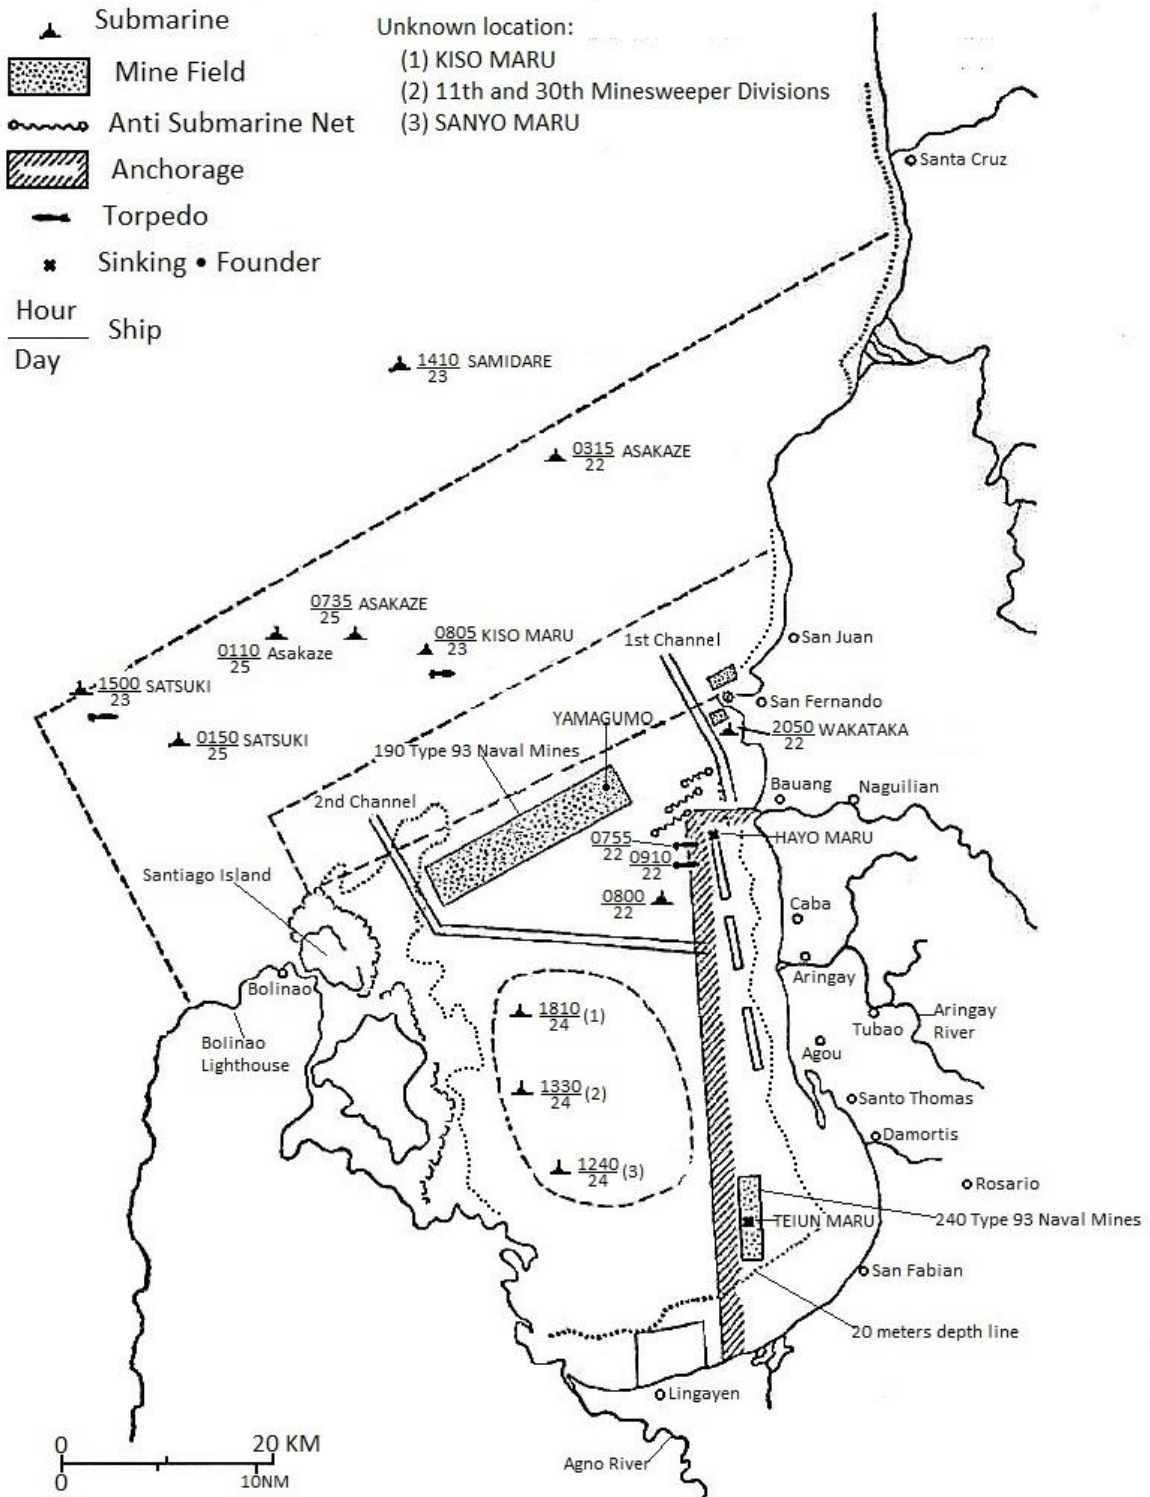 Submarine
Mine Field
Anti Submarine Net
Anchorage
Torpedo
Sinking • Founder
Hour
Day
Ship
Unknown location:
(1) KISO MARU
(2) 11th and 30th Minesweeper Divisions
(3) SANYO MARU
Santa Cruz
1410 SAMIDARE
23
0315 ASAKAZE
22
0735 ASAKAZE
25
0110 Asakaze
25
0805 KISO MARU
23
1st Channel
San Juan
1500 SATSUKI
23
San Fernando
YAMAGUMO
2050 WAKATAKA
22
0150 SATSUKI
25
190 Type 93 Naval Mines
Bauang
Naguilian
2nd Channel
0755
22
HAYO MARU
0910
22
Santiago Island
0800
22
Caba
Aringay
Bolinao
1810
24 (1)
Aringay
River
Tubao
Bolinao
Lighthouse
Agou
1330
24 (2)
Santo Thomas
Damortis
1240
24 (3)
Rosario
TEIUN MARU
240 Type 93 Naval Mines
San Fabian
20 meters depth line
Lingayen
Agno River
0 20 KM
0 10NM